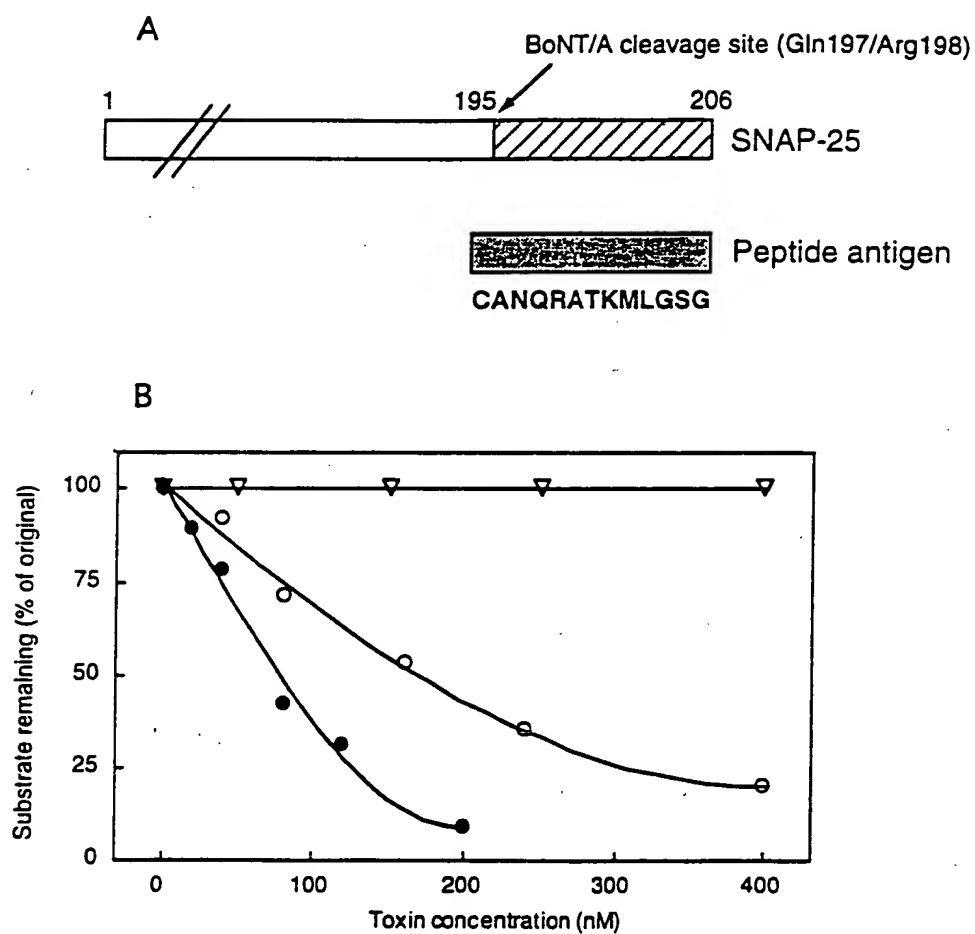 A
BoNT/A cleavage site (Gln197/Arg198)
1 195 206
SNAP-25
Peptide antigen
CANQRATKMLGSG
B
Substrate remaining (% of original)
100
75
50
25
0
0 100 200 300 400
Toxin concentration (nM)